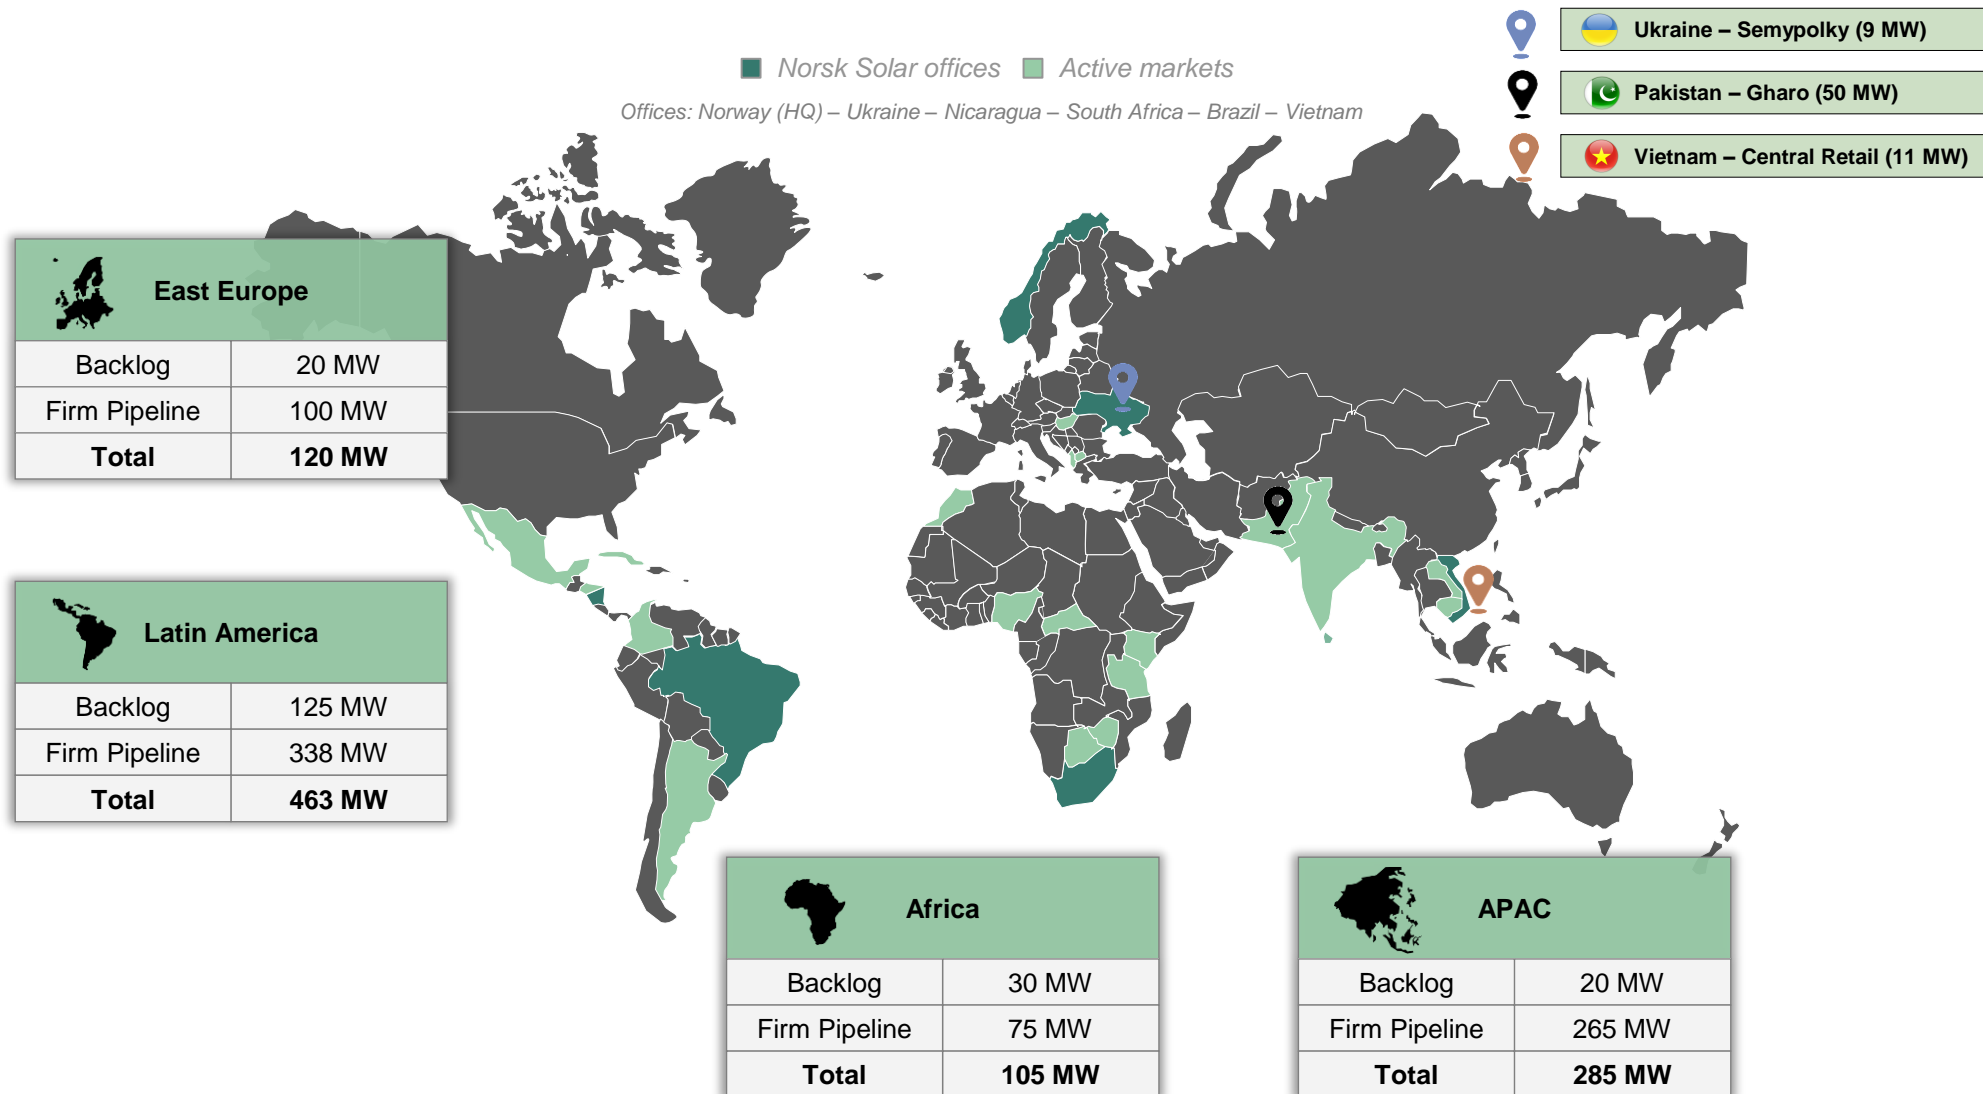 Norsk Solar offices Active markets
Offices: Norway (HQ) – Ukraine – Nicaragua – South Africa – Brazil – Vietnam
Ukraine – Semypolky (9 MW)
Pakistan – Gharo (50 MW)
Vietnam – Central Retail (11 MW)
East Europe
Backlog 20 MW
Firm Pipeline 100 MW
Total 120 MW
Latin America
Backlog 125 MW
Firm Pipeline 338 MW
Total 463 MW
Africa
Backlog 30 MW
Firm Pipeline 75 MW
Total 105 MW
APAC
Backlog 20 MW
Firm Pipeline 265 MW
Total 285 MW